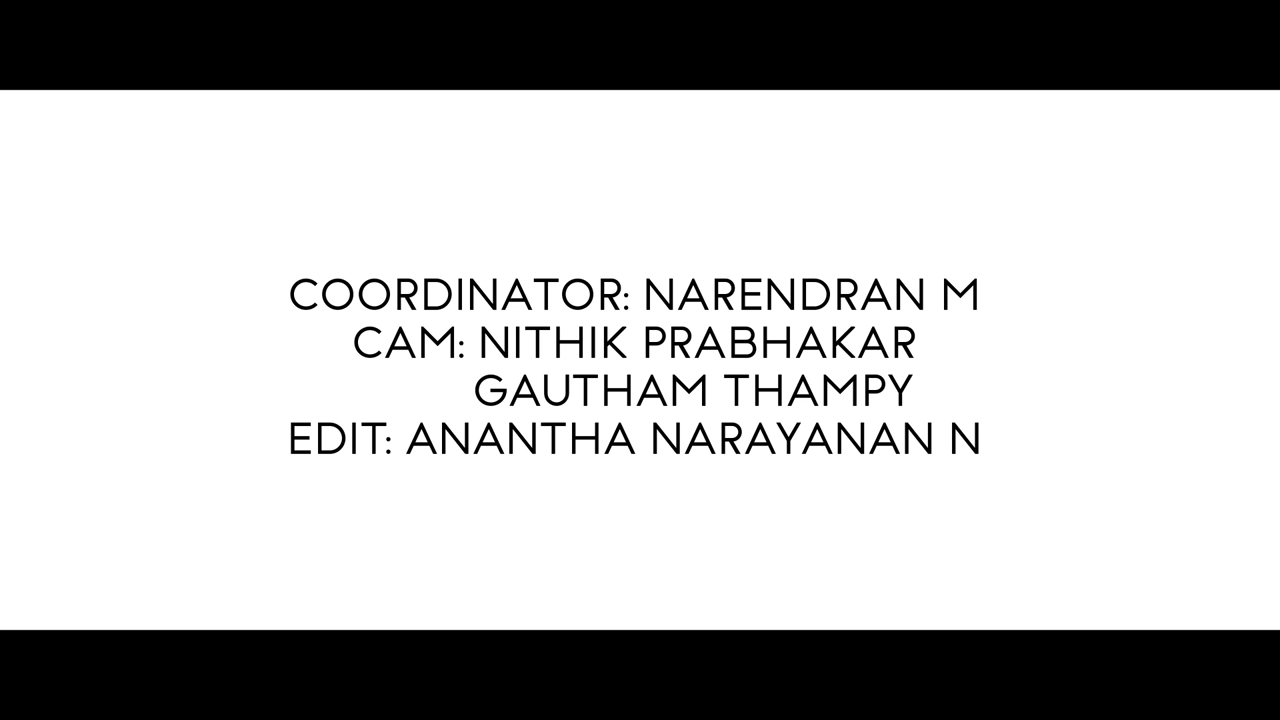 COORDINATOR: NARENDRAN M
CAM: NITHIK PRABHAKAR
GAUTHAM THAMPY
EDIT: ANANTHA NARAYANAN N